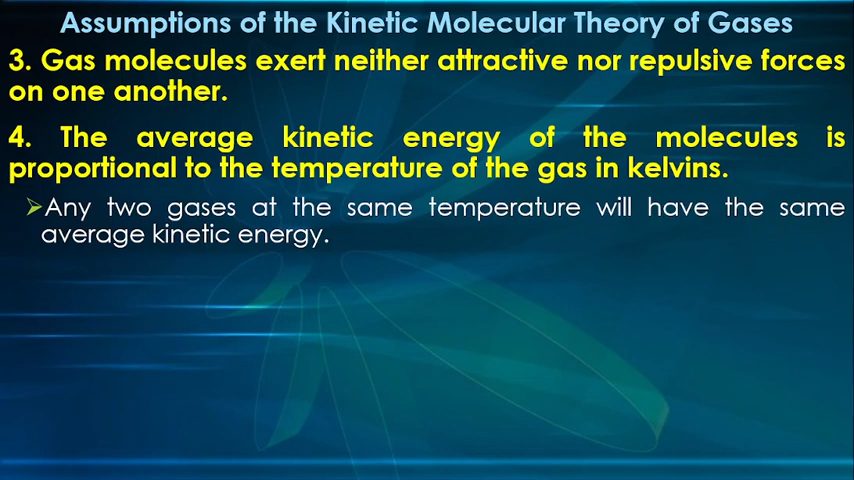 Assumptions of the Kinetic Molecular Theory of Gases
3. Gas molecules exert neither attractive nor repulsive forces
on one another.
4. The average kinetic energy of the molecules is
proportional to the temperature of the gas in kelvins.
➢Any two gases at the same temperature will have the same
average kinetic energy.